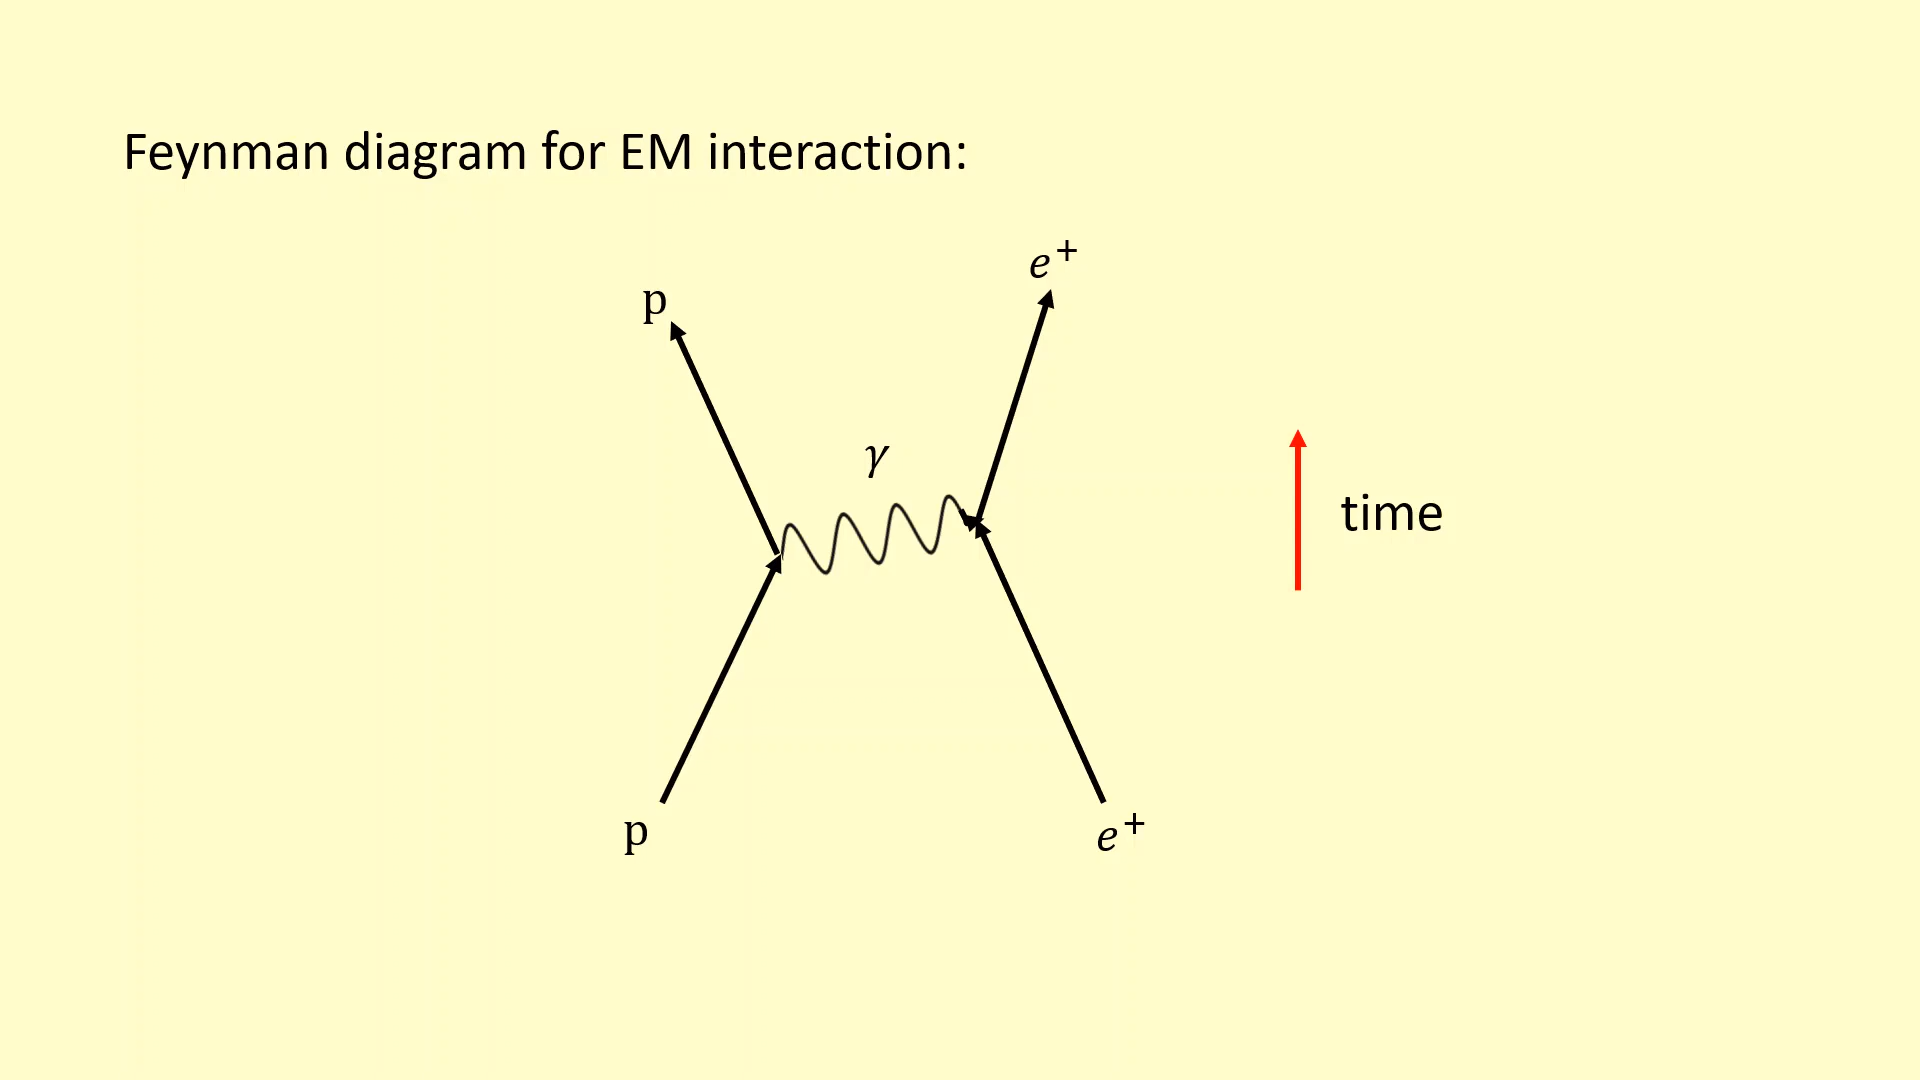 Feynman diagram for EM interaction:
e⁺
p
γ
time
p
e⁺